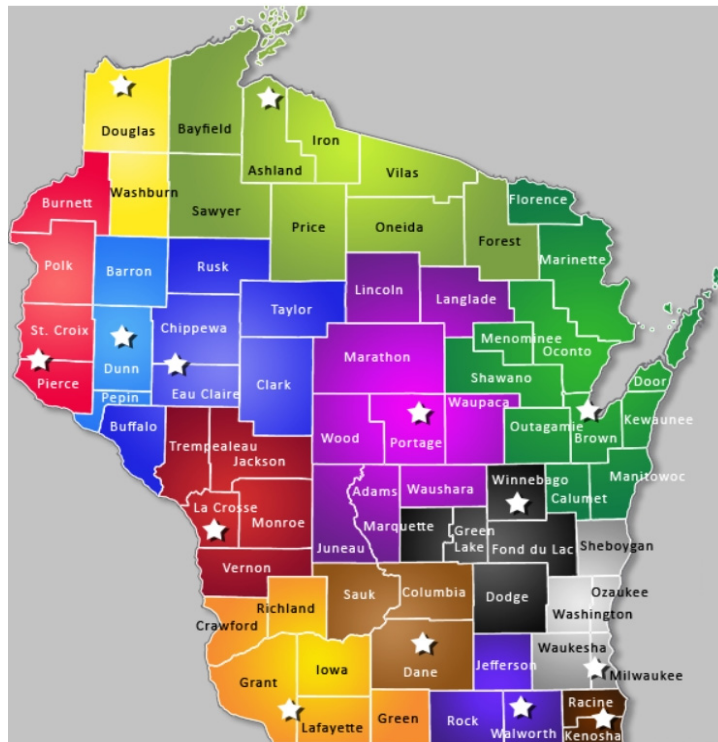 Douglas
Bayfield
Ashland
Iron
Vilas
Burnett
Washburn
Sawyer
Price
Oneida
Forest
Florence
Marinette
Polk
Barron
Rusk
Taylor
Lincoln
Langlade
Menominee
Oconto
St. Croix
Chippewa
Dunn
Clark
Marathon
Shawano
Door
Pierce
Pepin
Eau Claire
Buffalo
Trempealeau
Jackson
Wood
Portage
Waupaca
Outagamie
Brown
Kewaunee
La Crosse
Monroe
Juneau
Adams
Waushara
Marquette
Green
Lake
Winnebago
Calumet
Manitowoc
Fond du Lac
Sheboygan
Vernon
Crawford
Richland
Sauk
Columbia
Dodge
Washington
Ozaukee
Grant
Iowa
Dane
Jefferson
Waukesha
Milwaukee
Lafayette
Green
Rock
Walworth
Racine
Kenosha